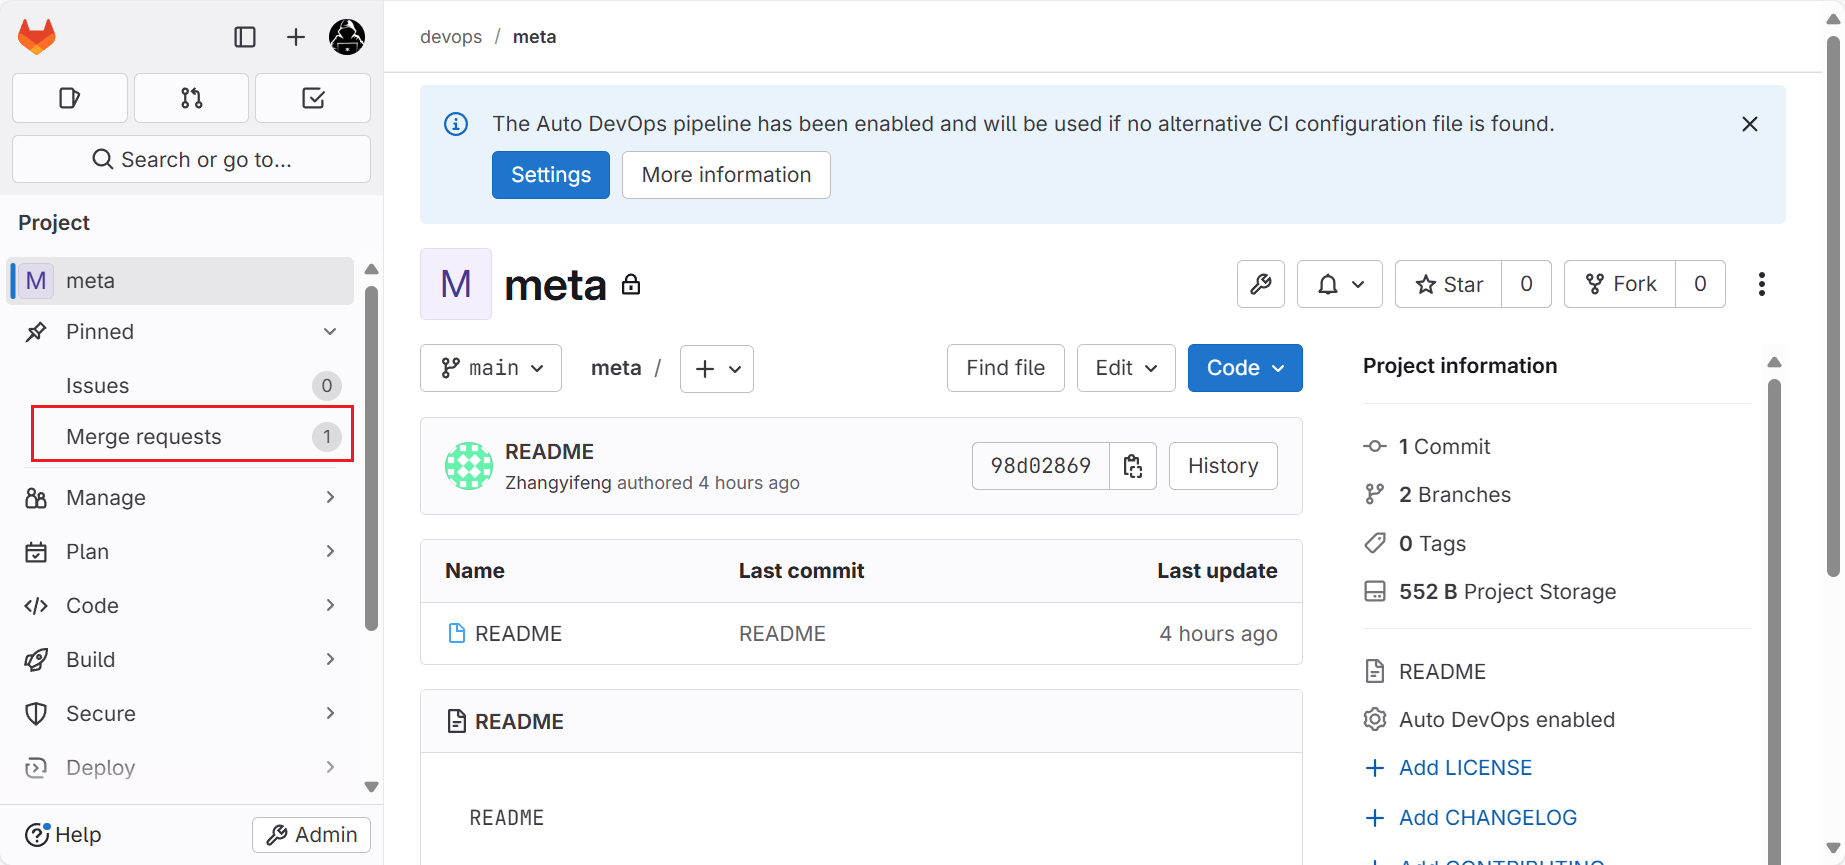 devops / meta
Search or go to...
Project
M meta
Pinned
Issues 0
Merge requests 1
Manage
Plan
Code
Build
Secure
Deploy
Help
Admin
The Auto DevOps pipeline has been enabled and will be used if no alternative CI configuration file is found.
Settings More information
M meta
Star 0 Fork 0
main meta / Find file Edit Code
README
Zhangyifeng authored 4 hours ago
98d02869 History
Name Last commit Last update
README README 4 hours ago
README
README
Project information
1 Commit
2 Branches
0 Tags
552 B Project Storage
README
Auto DevOps enabled
Add LICENSE
Add CHANGELOG
Add CONTRIBUTING